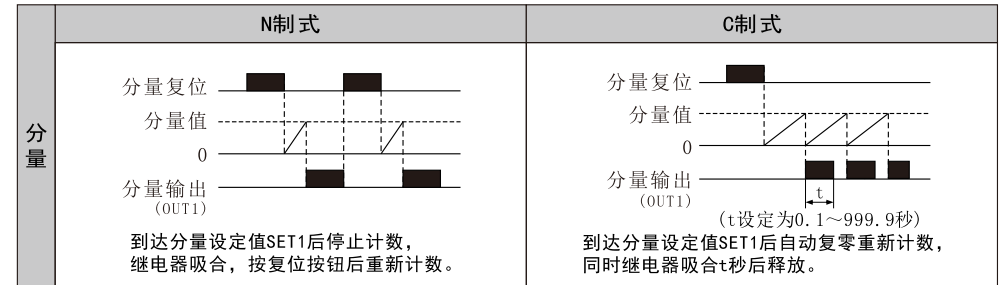 N制式
C制式
分量
分量复位
分量值
0
分量输出
(OUT1)
到达分量设定值SET1后停止计数，
继电器吸合，按复位按钮后重新计数。
分量复位
分量值
0
分量输出
(OUT1)
t
(t设定为0.1～999.9秒)
到达分量设定值SET1后自动复零重新计数，
同时继电器吸合t秒后释放。